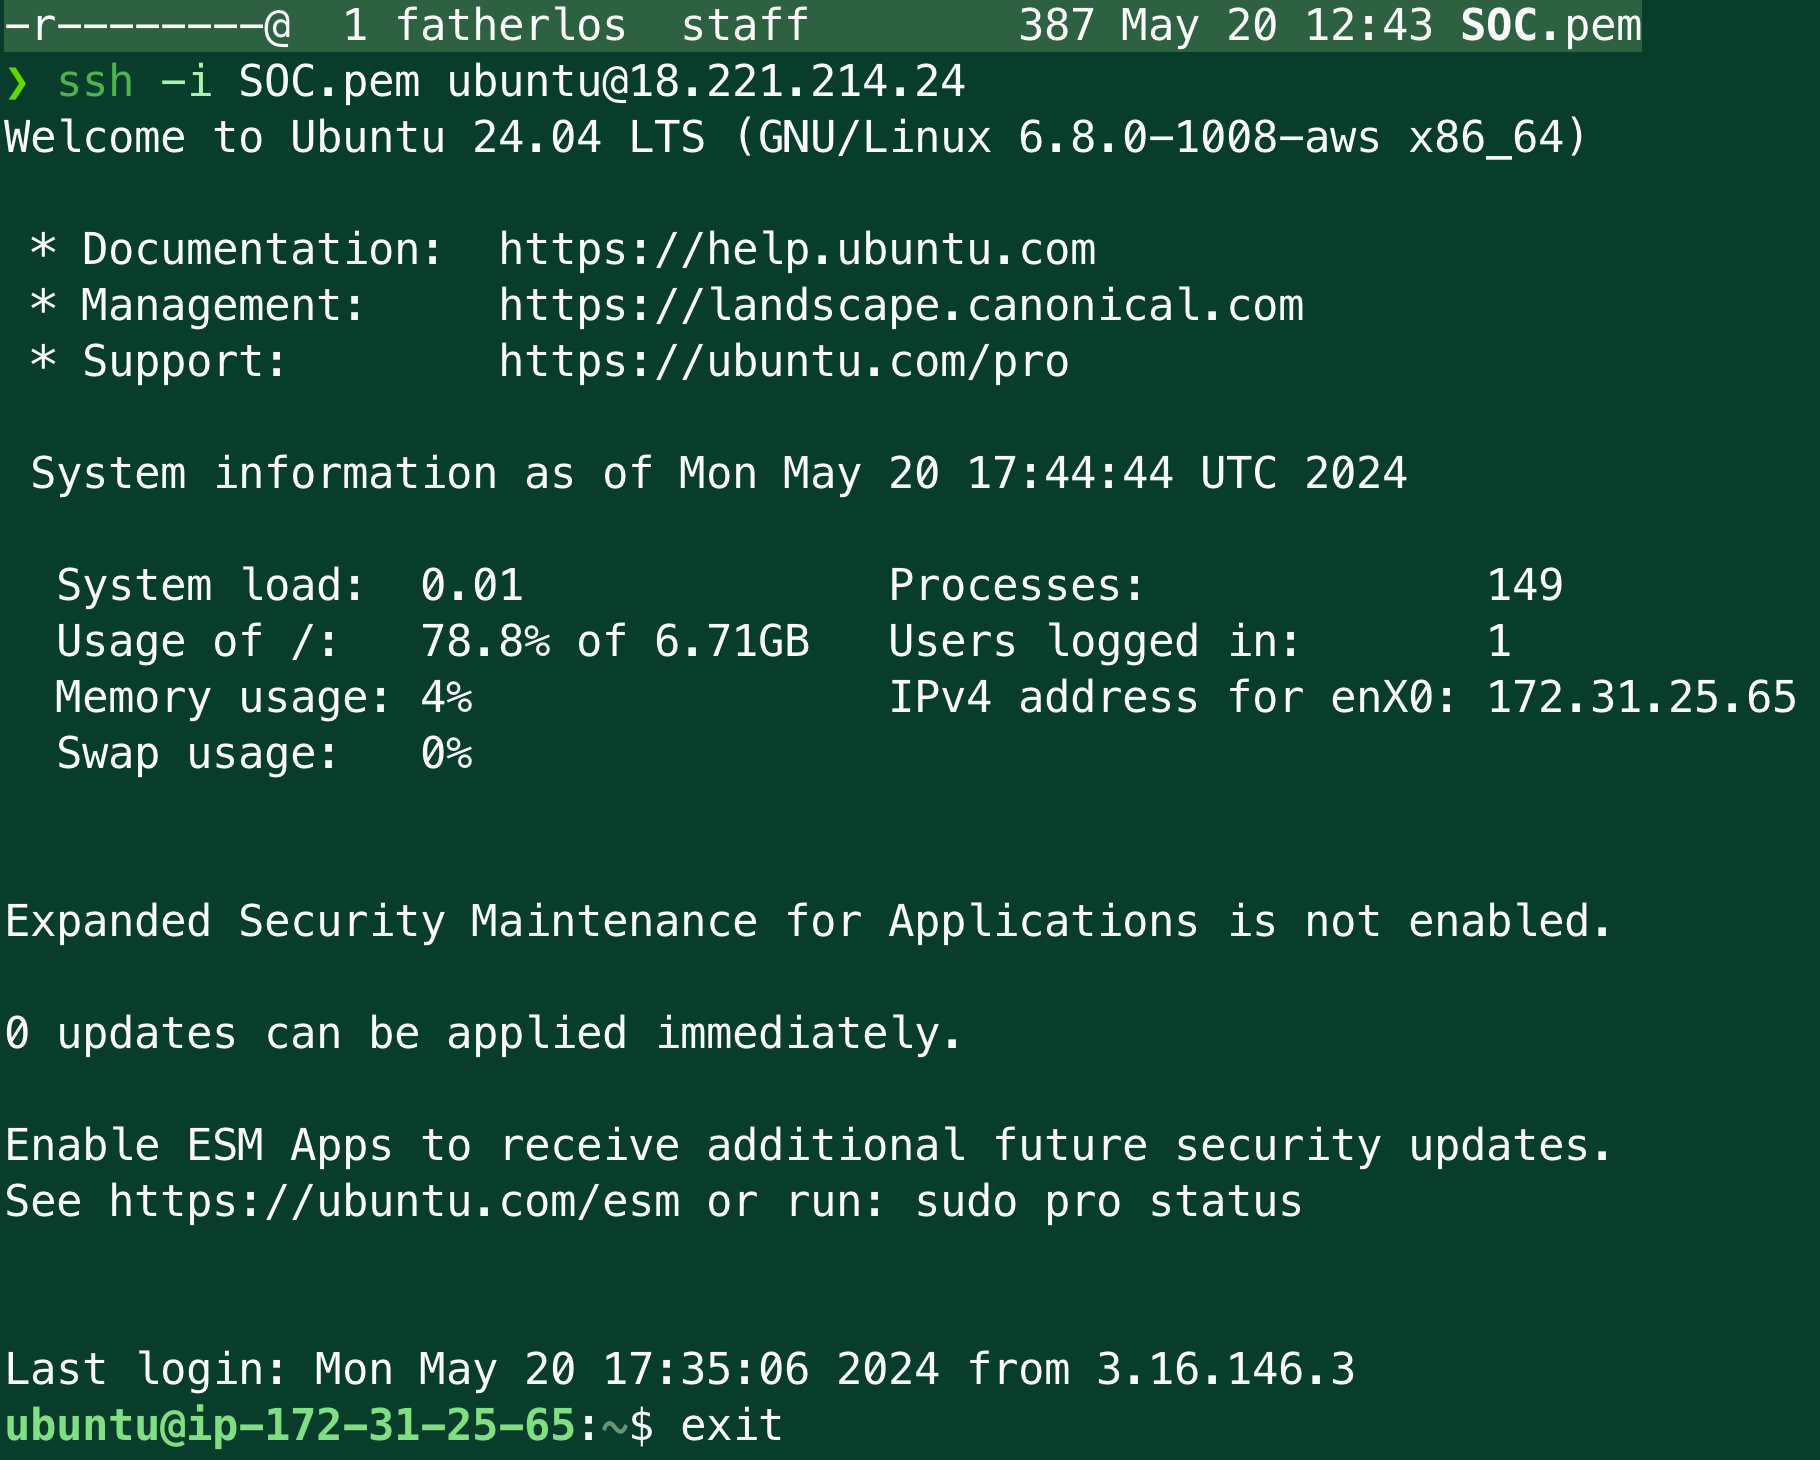 -r--------@  1 fatherlos  staff        387 May 20 12:43 SOC.pem
❯ ssh -i SOC.pem ubuntu@18.221.214.24
Welcome to Ubuntu 24.04 LTS (GNU/Linux 6.8.0-1008-aws x86_64)

 * Documentation:  https://help.ubuntu.com
 * Management:     https://landscape.canonical.com
 * Support:        https://ubuntu.com/pro

 System information as of Mon May 20 17:44:44 UTC 2024

  System load:  0.01              Processes:             149
  Usage of /:   78.8% of 6.71GB   Users logged in:       1
  Memory usage: 4%                IPv4 address for enX0: 172.31.25.65
  Swap usage:   0%

Expanded Security Maintenance for Applications is not enabled.

0 updates can be applied immediately.

Enable ESM Apps to receive additional future security updates.
See https://ubuntu.com/esm or run: sudo pro status

Last login: Mon May 20 17:35:06 2024 from 3.16.146.3
ubuntu@ip-172-31-25-65:~$ exit